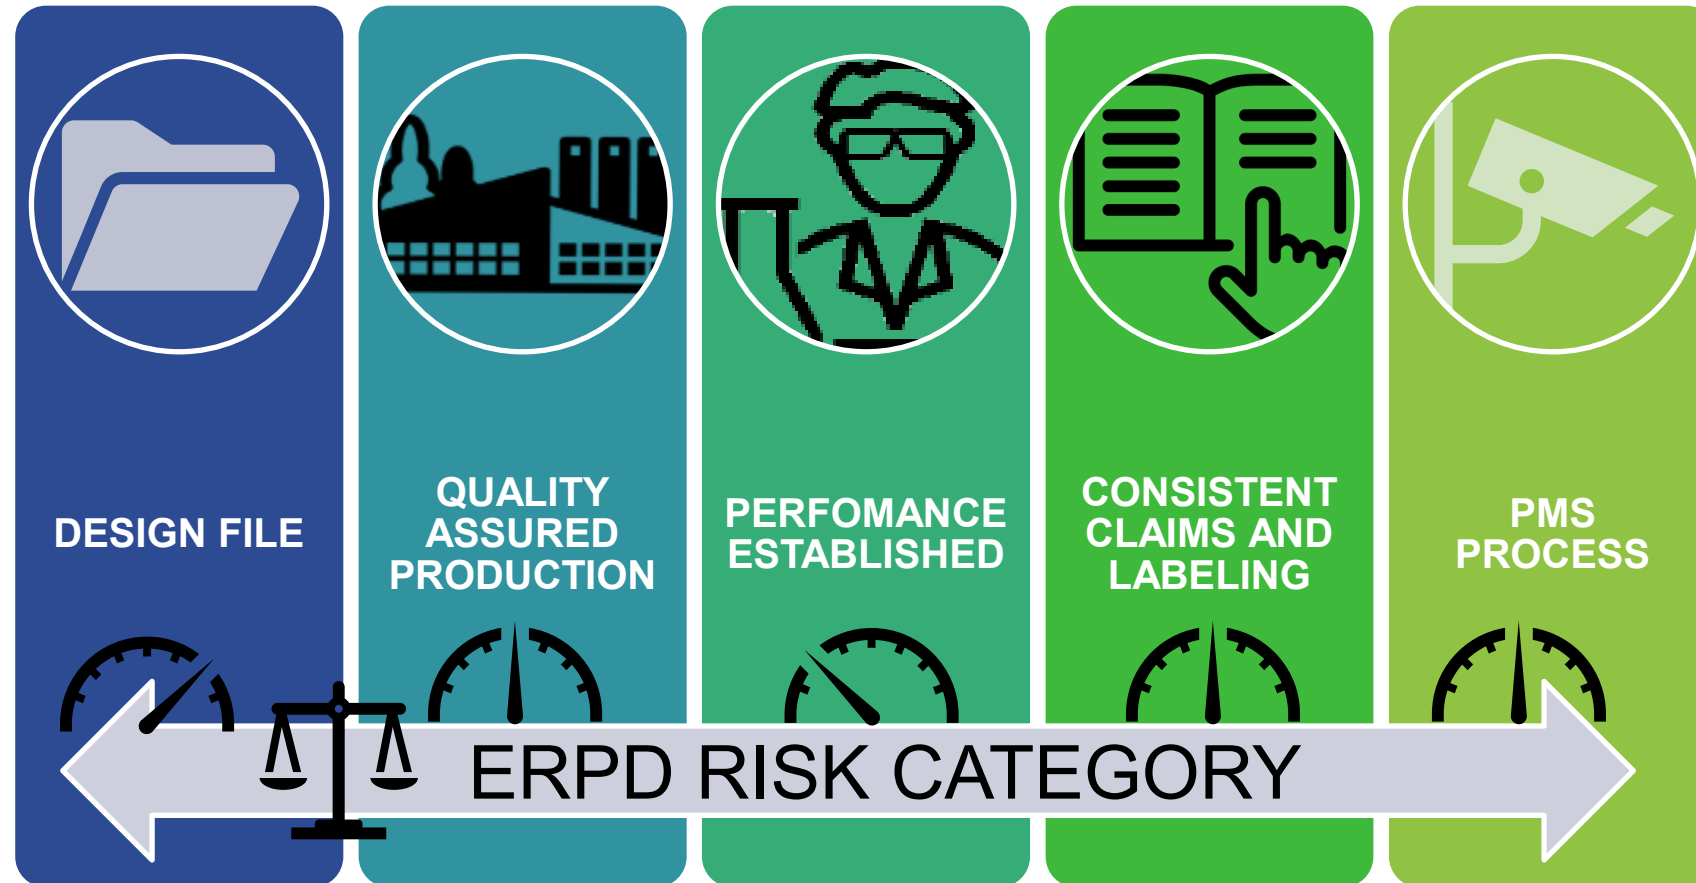 DESIGN FILE
QUALITY
ASSURED
PRODUCTION
PERFOMANCE
ESTABLISHED
CONSISTENT
CLAIMS AND
LABELING
PMS
PROCESS
ERPD RISK CATEGORY